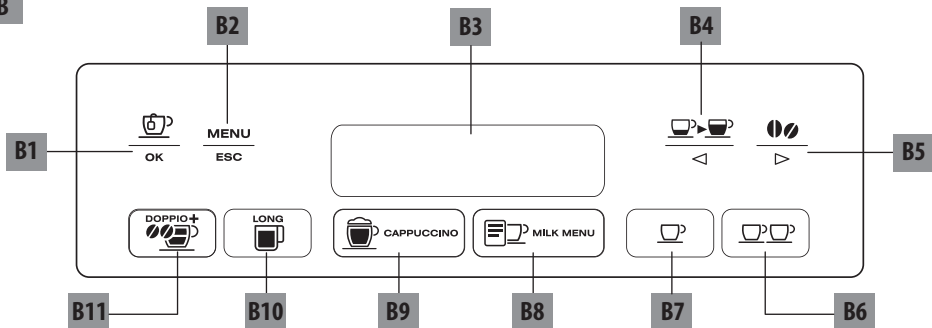 B
B2
B3
B4
B1
OK
MENU
ESC
B5
DOPPIO+
LONG
CAPPUCCINO
MILK MENU
B11
B10
B9
B8
B7
B6